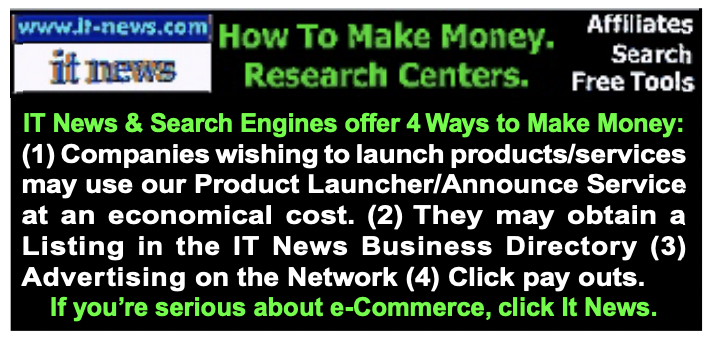 www.it-news.com
it news
How To Make Money.
Research Centers.
Affiliates
Search
Free Tools
IT News & Search Engines offer 4 Ways to Make Money:
(1) Companies wishing to launch products/services
may use our Product Launcher/Announce Service
at an economical cost. (2) They may obtain a
Listing in the IT News Business Directory (3)
Advertising on the Network (4) Click pay outs.
If you’re serious about e-Commerce, click It News.